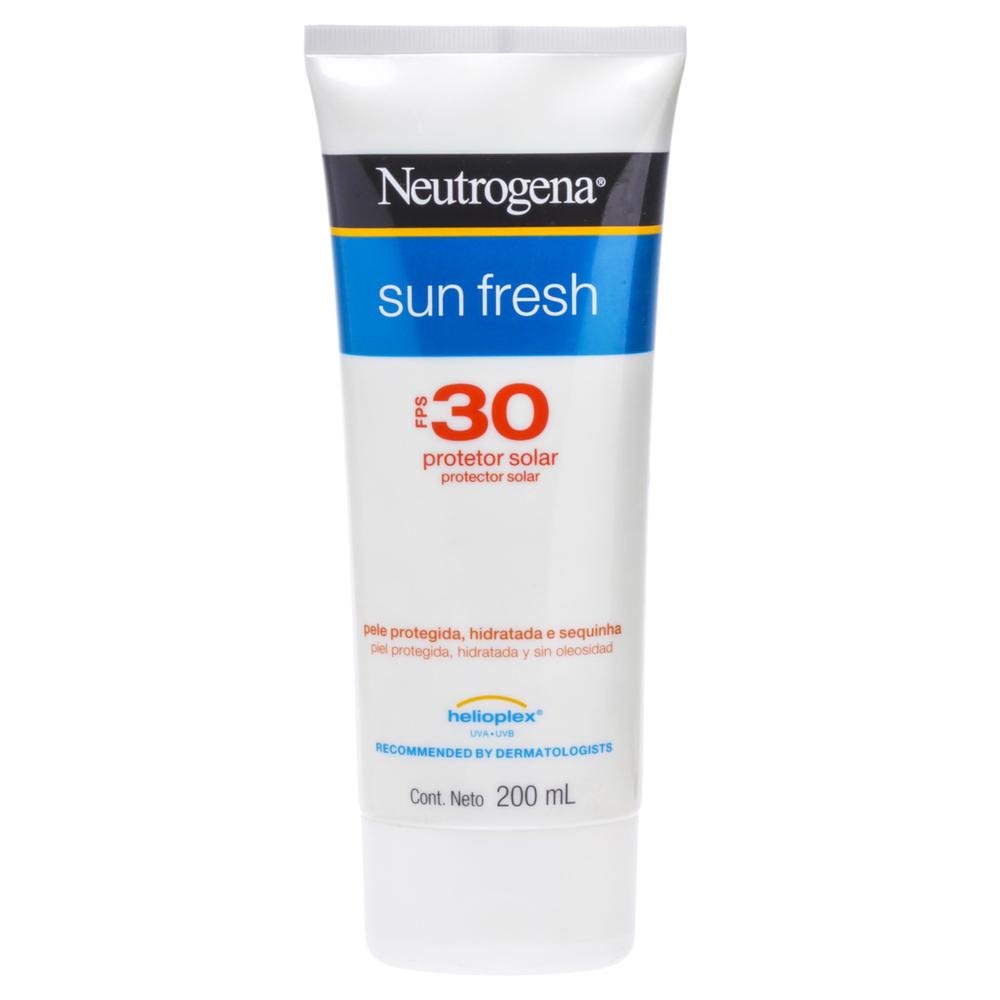 Neutrogena®
sun fresh
FPS 30
protetor solar
protector solar
pele protegida, hidratada e sequinha
piel protegida, hidratada y sin oleosidad
helioplex®
UVA • UVB
RECOMMENDED BY DERMATOLOGISTS
Cont. Neto 200 mL